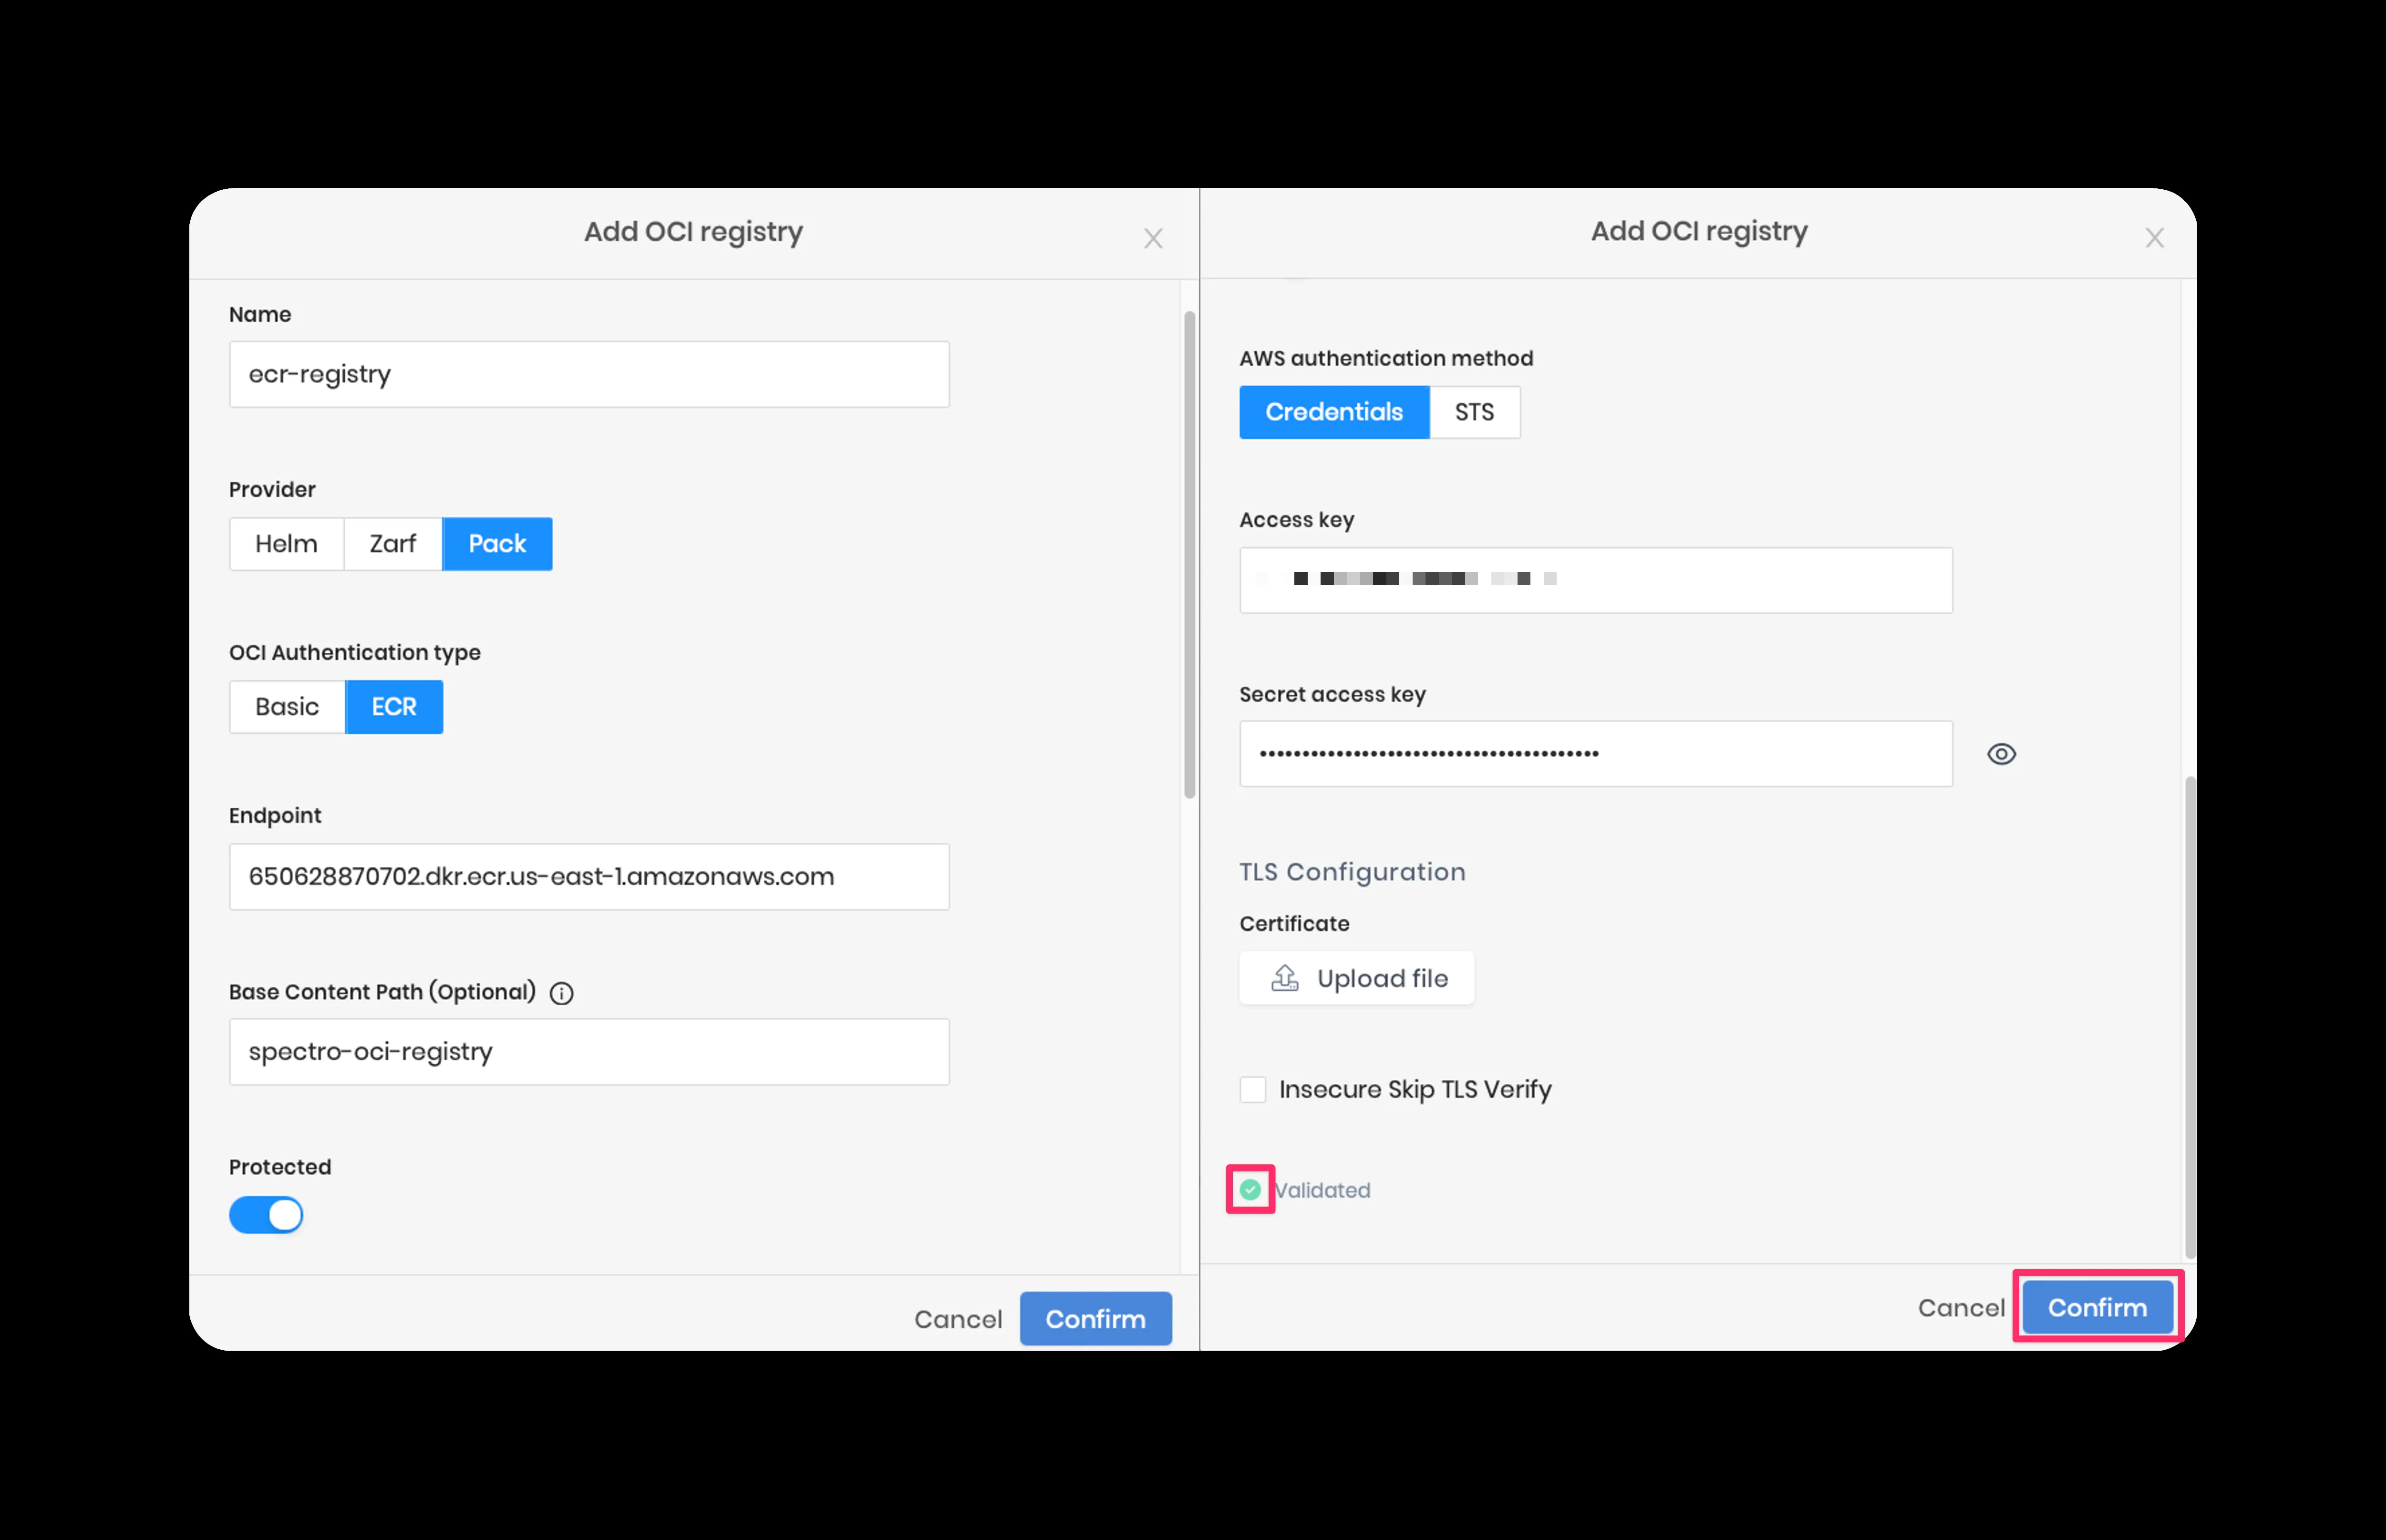 Add OCI registry
Name
ecr-registry
Provider
Helm Zarf Pack
OCI Authentication type
Basic ECR
Endpoint
650628870702.dkr.ecr.us-east-1.amazonaws.com
Base Content Path (Optional)
spectro-oci-registry
Protected
Cancel Confirm
Add OCI registry
AWS authentication method
Credentials STS
Access key
Secret access key
TLS Configuration
Certificate
Upload file
Insecure Skip TLS Verify
Validated
Cancel Confirm